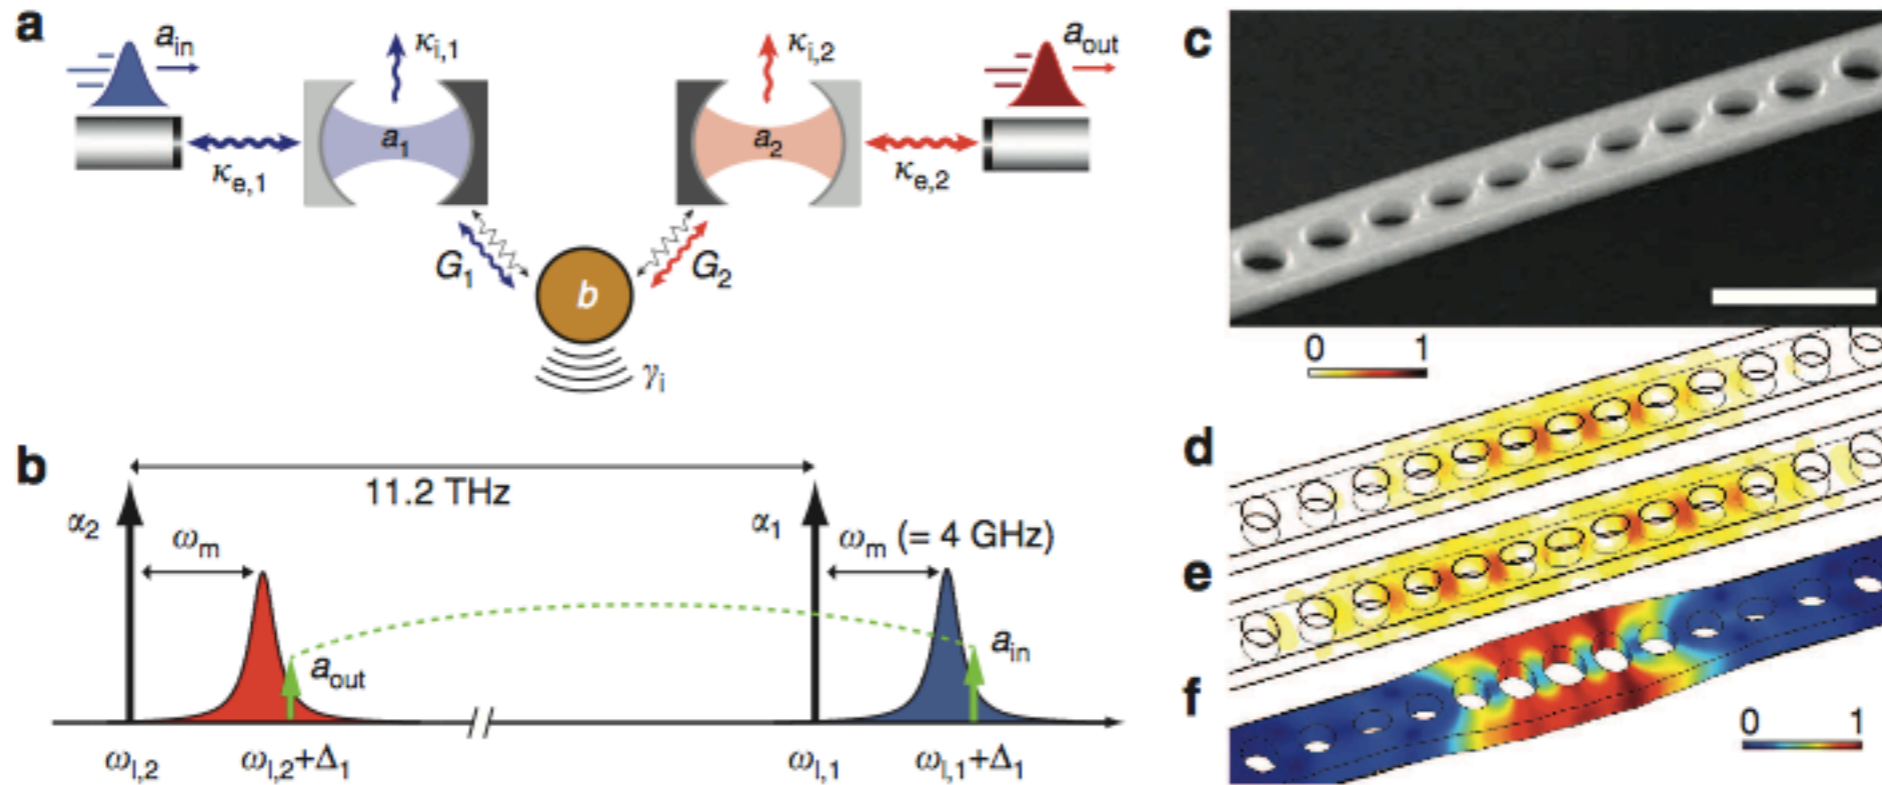 a
a_in
κ_i,1
κ_i,2
a_out
a_1
a_2
κ_e,1
κ_e,2
G_1
G_2
b
γ_i
b
11.2 THz
α_2
ω_m
α_1
ω_m (= 4 GHz)
a_out
a_in
ω_l,2
ω_l,2+Δ_1
ω_l,1
ω_l,1+Δ_1
c
0 1
d
e
f
0 1